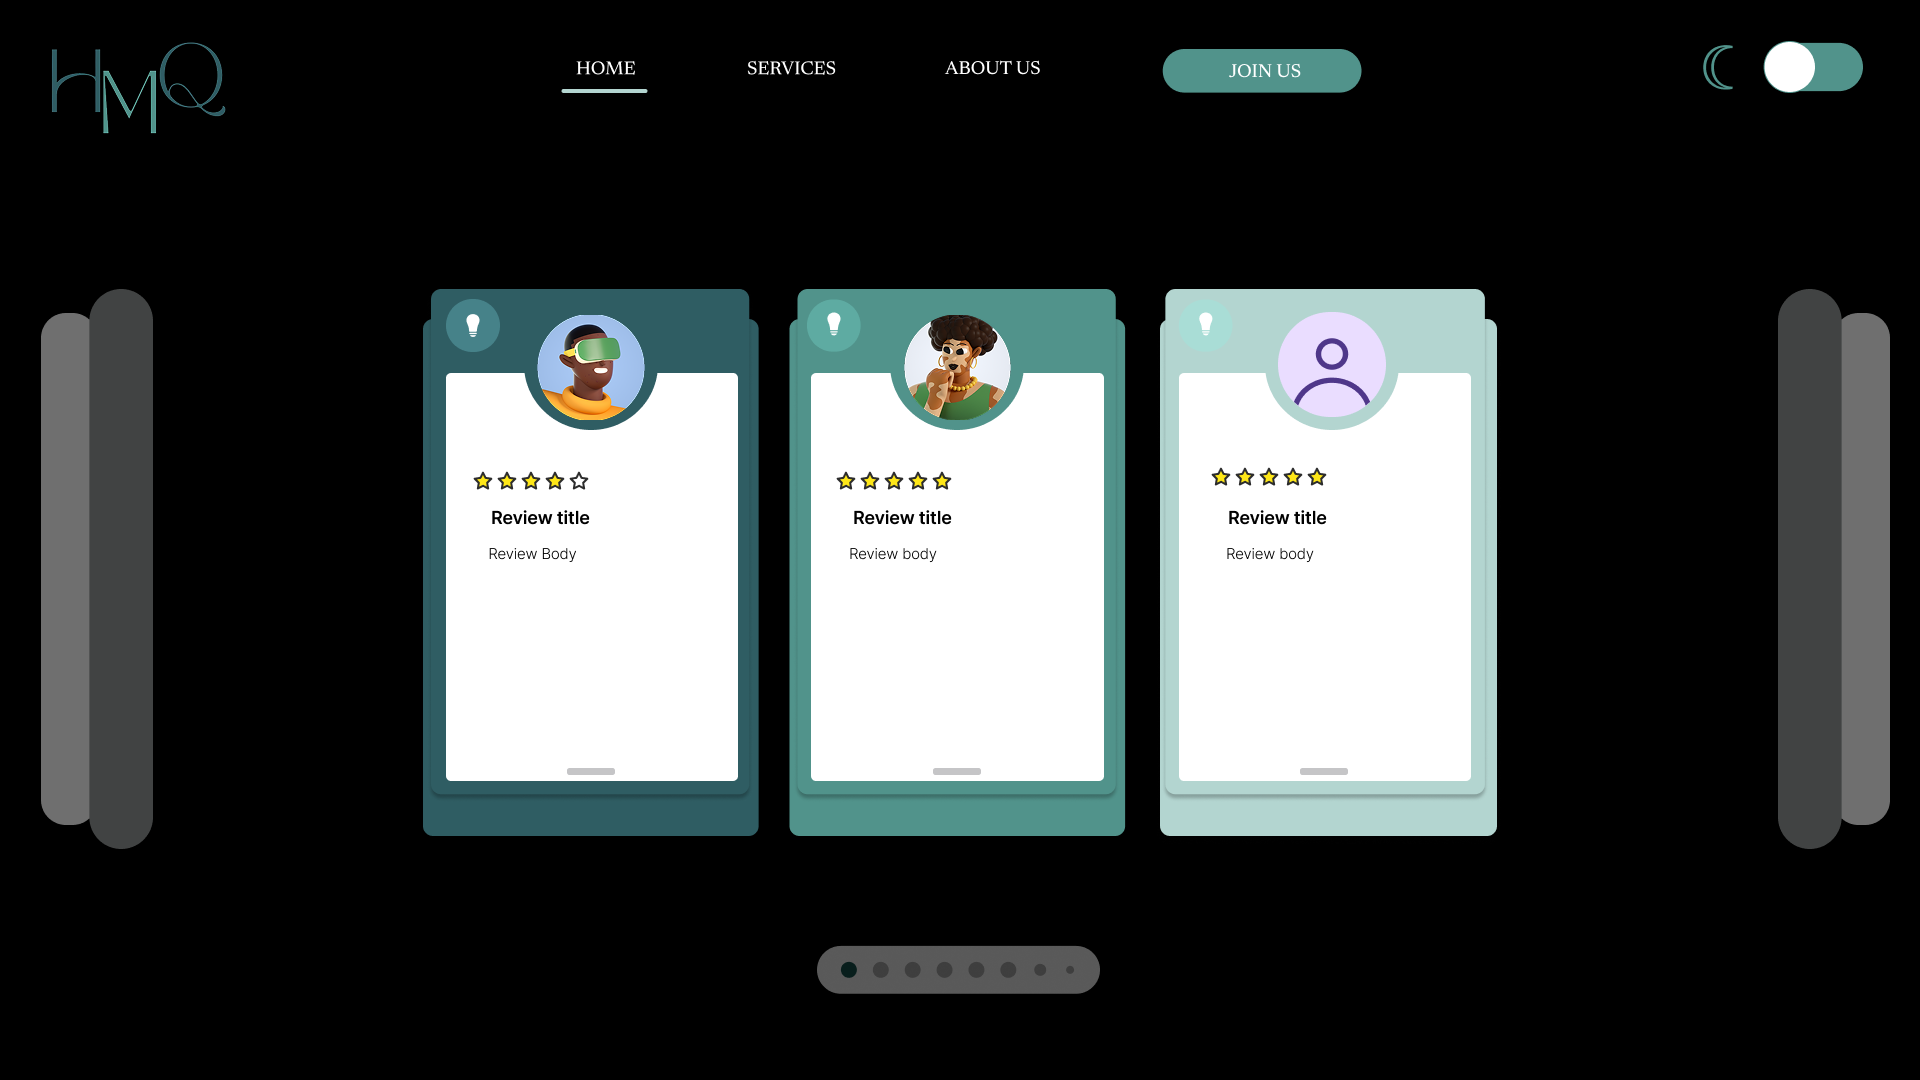 HMQ
HOME
SERVICES
ABOUT US
JOIN US
Review title
Review Body
Review title
Review body
Review title
Review body